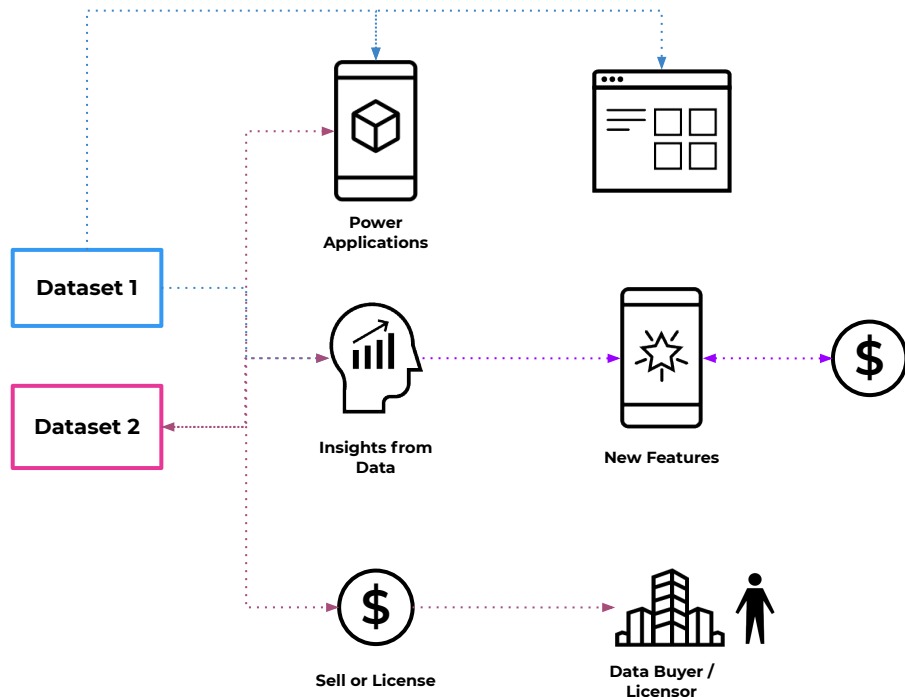 Power
Applications
Dataset 1
Dataset 2
$
Insights from
Data
New Features
$
Sell or License
Data Buyer /
Licensor